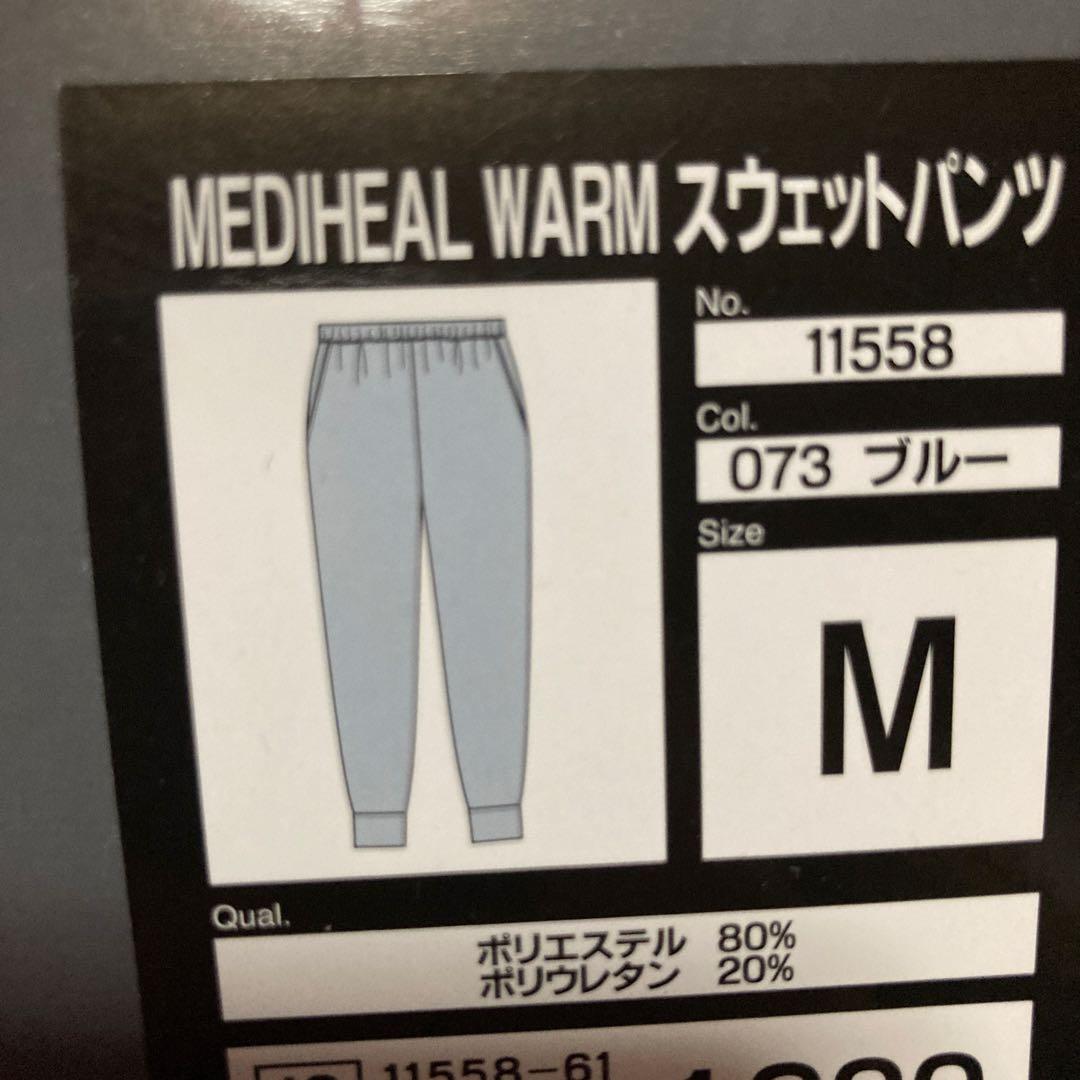 MEDIHEAL WARM スウェットパンツ
No.
11558
Col.
073 ブルー
Size
M
Qual.
ポリエステル 80%
ポリウレタン 20%
11558-61